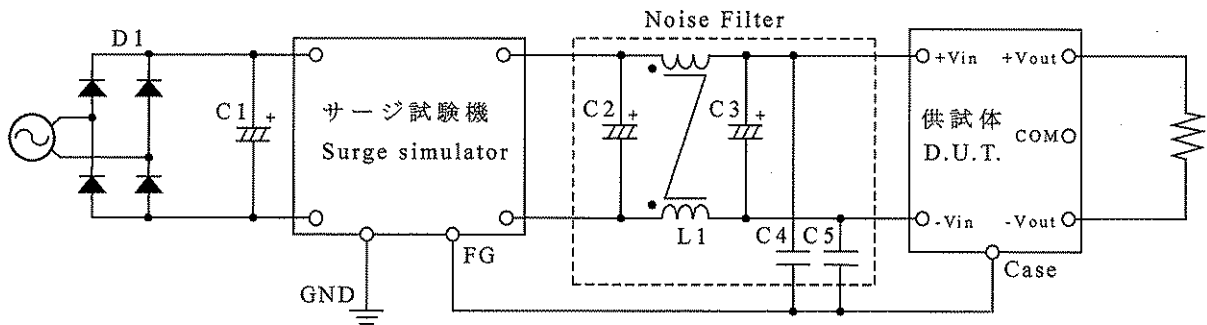 Noise Filter
D1
C1
+
サージ試験機
Surge simulator
C2
+
C3
+
L1
C4
C5
+Vin
+Vout
供試体
D.U.T.
COM
-Vin
-Vout
FG
GND
Case